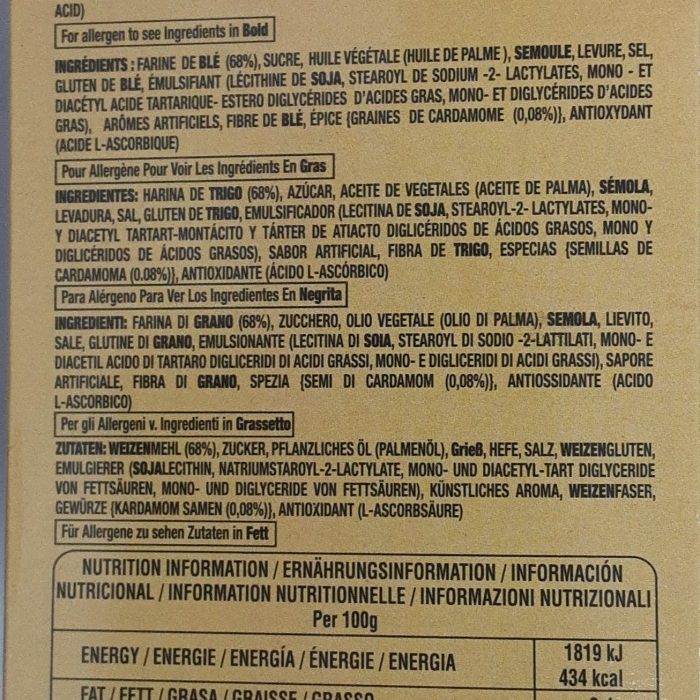 ACID)
For allergen to see Ingredients in Bold
INGRÉDIENTS : FARINE DE BLÉ (68%), SUCRE, HUILE VÉGÉTALE (HUILE DE PALME ), SEMOULE, LEVURE, SEL,
GLUTEN DE BLÉ, ÉMULSIFIANT (LÉCITHINE DE SOJA, STEAROYL DE SODIUM -2- LACTYLATES, MONO - ET
DIACÉTYL ACIDE TARTARIQUE- ESTERO DIGLYCÉRIDES D'ACIDES GRAS, MONO- ET DIGLYCÉRIDES D'ACIDES
GRAS), ARÔMES ARTIFICIELS, FIBRE DE BLÉ, ÉPICE {GRAINES DE CARDAMOME (0,08%)}, ANTIOXYDANT
(ACIDE L-ASCORBIQUE)
Pour Allergène Pour Voir Les Ingrédients En Gras
INGREDIENTES: HARINA DE TRIGO (68%), AZÚCAR, ACEITE DE VEGETALES (ACEITE DE PALMA), SÉMOLA,
LEVADURA, SAL, GLUTEN DE TRIGO, EMULSIFICADOR (LECITINA DE SOJA, STEAROYL-2- LACTYLATES, MONO-
Y DIACETYL TARTART-MONTÁCITO Y TÁRTER DE ATIACTO DIGLICÉRIDOS DE ÁCIDOS GRASOS, MONO Y
DIGLICÉRIDOS DE ÁCIDOS GRASOS), SABOR ARTIFICIAL, FIBRA DE TRIGO, ESPECIAS {SEMILLAS DE
CARDAMOMA (0.08%)}, ANTIOXIDANTE (ÁCIDO L-ASCÓRBICO)
Para Alérgeno Para Ver Los Ingredientes En Negrita
INGREDIENTI: FARINA DI GRANO (68%), ZUCCHERO, OLIO VEGETALE (OLIO DI PALMA), SEMOLA, LIEVITO,
SALE, GLUTINE DI GRANO, EMULSIONANTE (LECITINA DI SOIA, STEAROYL DI SODIO -2-LATTILATI, MONO- E
DIACETIL ACIDO DI TARTARO DIGLICERIDI DI ACIDI GRASSI, MONO- E DIGLICERIDI DI ACIDI GRASSI), SAPORE
ARTIFICIALE, FIBRA DI GRANO, SPEZIA {SEMI DI CARDAMOM (0,08%)}, ANTIOSSIDANTE (ACIDO
L-ASCORBICO)
Per gli Allergeni v. Ingredienti in Grassetto
ZUTATEN: WEIZENMEHL (68%), ZUCKER, PFLANZLICHES ÖL (PALMENÖL), Grieß, HEFE, SALZ, WEIZENGLUTEN,
EMULGIERER (SOJALECITHIN, NATRIUMSTAROYL-2-LACTYLATE, MONO- UND DIACETYL-TART DIGLYCERIDE
VON FETTSÄUREN, MONO- UND DIGLYCERIDE VON FETTSÄUREN), KÜNSTLICHES AROMA, WEIZENFASER,
GEWÜRZE {KARDAMOM SAMEN (0,08%)}, ANTIOXIDANT (L-ASCORBSÄURE)
Für Allergene zu sehen Zutaten in Fett
NUTRITION INFORMATION / ERNÄHRUNGSINFORMATION / INFORMACIÓN
NUTRICIONAL / INFORMATION NUTRITIONNELLE / INFORMAZIONI NUTRIZIONALI
Per 100g
ENERGY / ENERGIE / ENERGÍA / ÉNERGIE / ENERGIA
1819 kJ
434 kcal
FAT / FETT / GRASA / GRAISSE / GRASSO